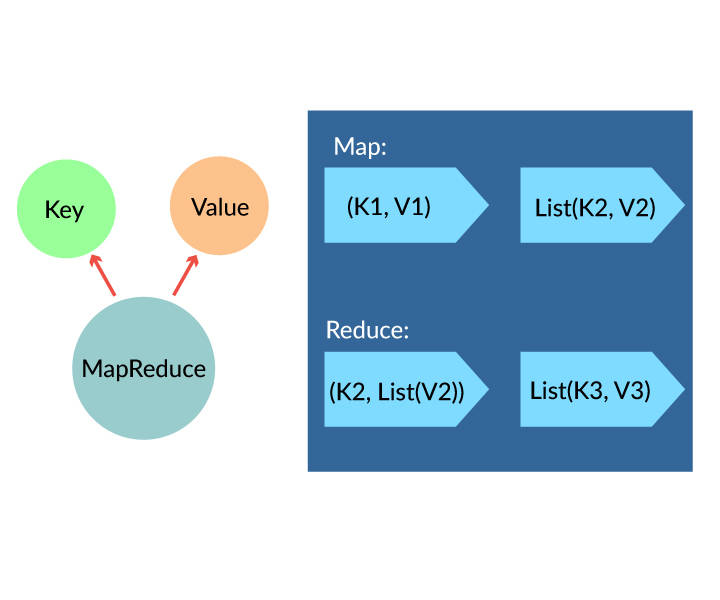 Key
Value
MapReduce
Map:
(K1, V1)
List(K2, V2)
Reduce:
(K2, List(V2))
List(K3, V3)